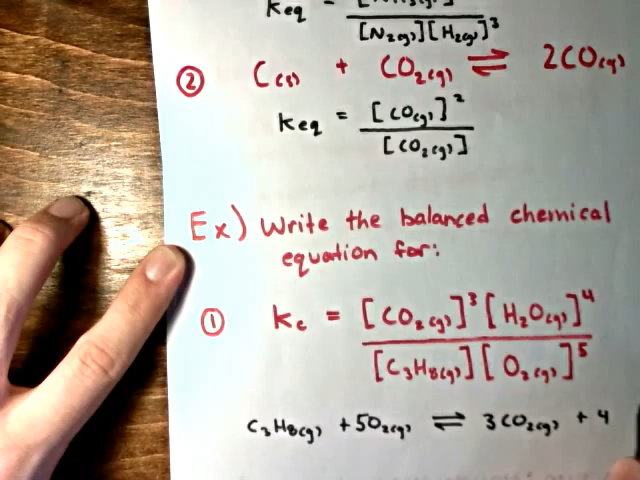 Keq =
[N₂(g)][H₂(g)]³
② C(s) + CO₂(g) ⇌ 2CO(g)
Keq = [CO(g)]²
[CO₂(g)]
Ex) Write the balanced chemical
equation for:
① Kc = [CO₂(g)]³ [H₂O(g)]⁴
[C₃H₈(g)] [O₂(g)]⁵
C₃H₈(g) + 5O₂(g) ⇌ 3CO₂(g) + 4